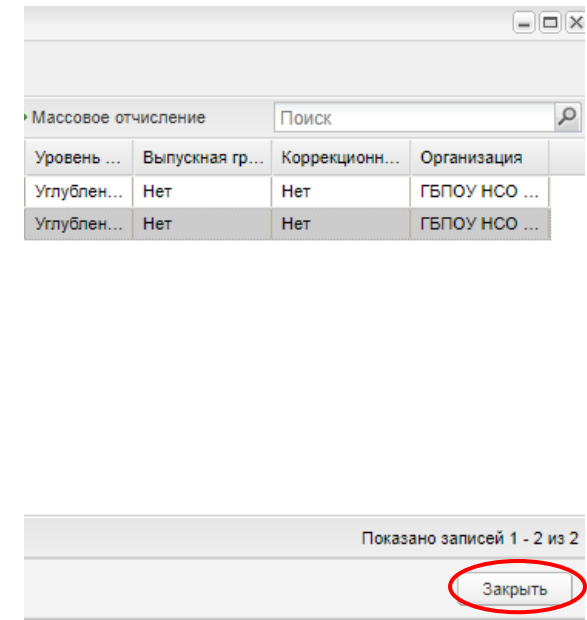 Массовое отчисление Поиск
Уровень ... Выпускная гр... Коррекционн... Организация
Углублен... Нет Нет ГБПОУ НСО ...
Углублен... Нет Нет ГБПОУ НСО ...
Показано записей 1 - 2 из 2
Закрыть